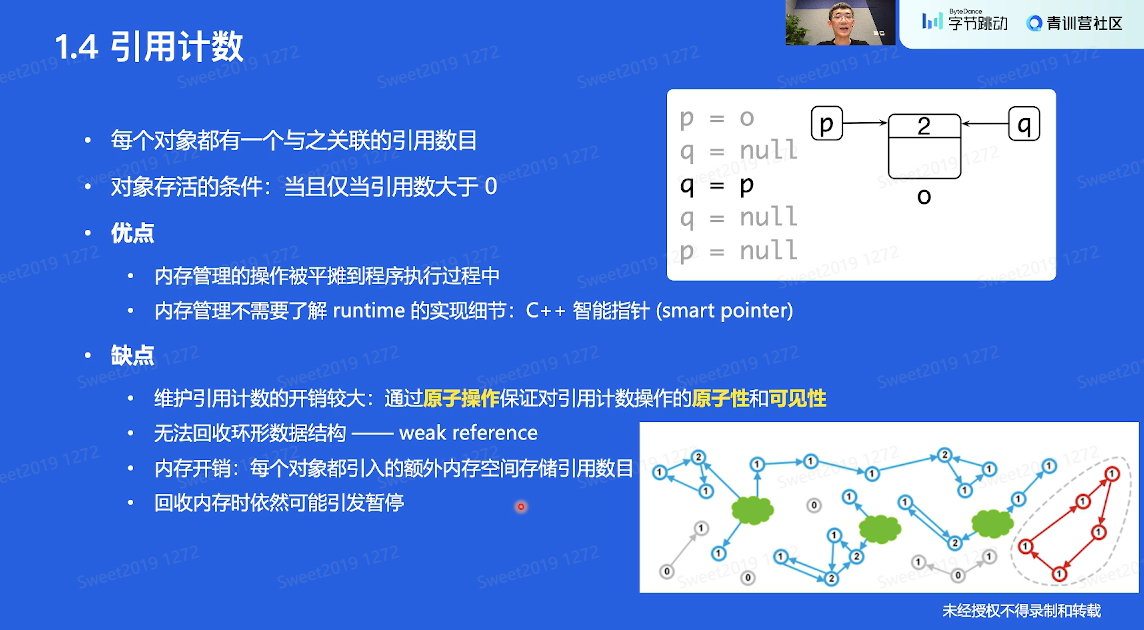 1.4 引用计数
ByteDance
字节跳动
青训营社区
• 每个对象都有一个与之关联的引用数目
• 对象存活的条件：当且仅当引用数大于 0
• 优点
• 内存管理的操作被平摊到程序执行过程中
• 内存管理不需要了解 runtime 的实现细节：C++ 智能指针 (smart pointer)
• 缺点
• 维护引用计数的开销较大：通过原子操作保证对引用计数操作的原子性和可见性
• 无法回收环形数据结构 —— weak reference
• 内存开销：每个对象都引入的额外内存空间存储引用数目
• 回收内存时依然可能引发暂停
p = o
q = null
q = p
q = null
p = null
p
2
q
o
1 2 1 1 1 1 2 1 1 1 1
1 0 1 1 1 1 1
1 1 1 2 2 1 1
0 1 0 1 2 1 0 1 1
未经授权不得录制和转载
Sweet2019 1272